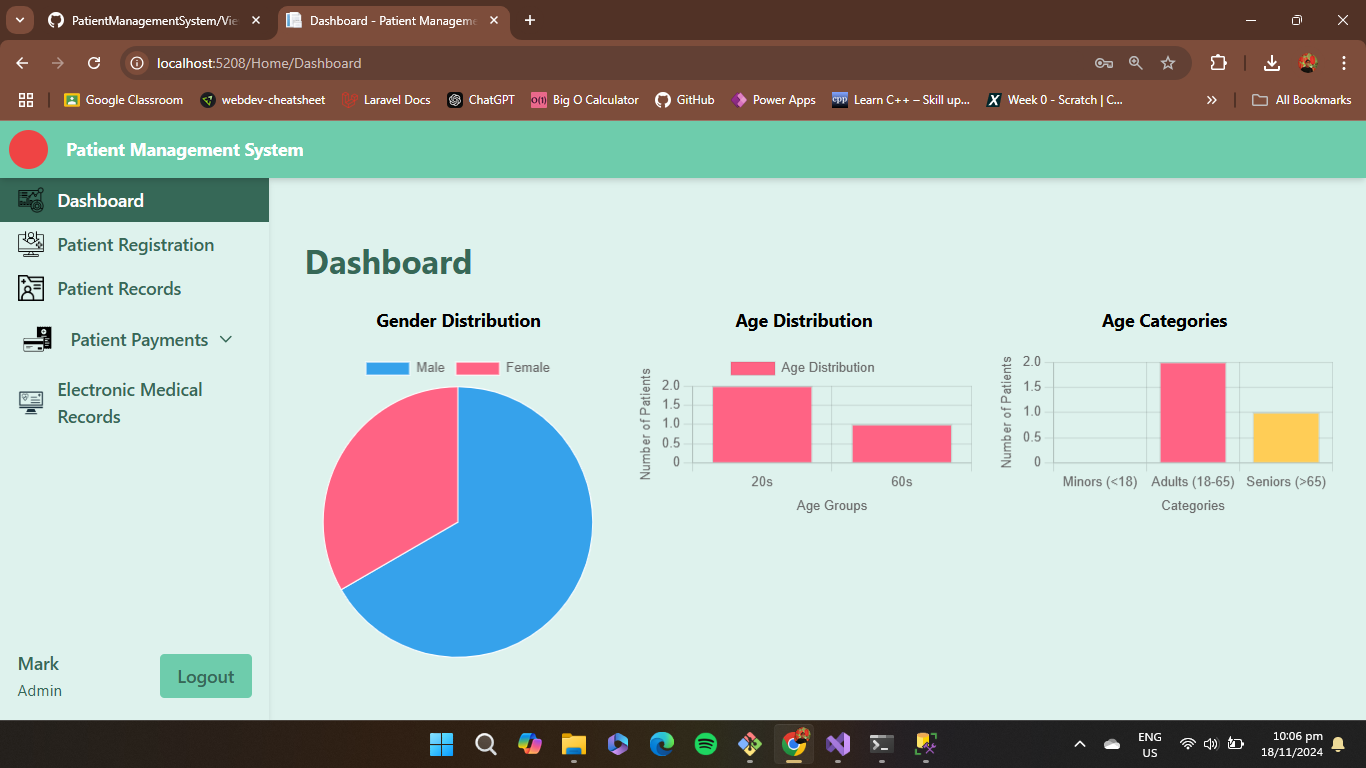 PatientManagementSystem/Vie
Dashboard - Patient Manageme
localhost:5208/Home/Dashboard
Google Classroom
webdev-cheatsheet
Laravel Docs
ChatGPT
O(1)
Big O Calculator
GitHub
Power Apps
cpp
Learn C++ – Skill up...
Week 0 - Scratch | C...
All Bookmarks
Patient Management System
Dashboard
Patient Registration
Patient Records
Patient Payments
Electronic Medical
Records
Mark
Admin
Logout
Dashboard
Gender Distribution
Male
Female
Age Distribution
Age Distribution
Number of Patients
2.0
1.5
1.0
0.5
0
20s
60s
Age Groups
Age Categories
Number of Patients
2.0
1.5
1.0
0.5
0
Minors (<18)
Adults (18-65)
Seniors (>65)
Categories
ENG
US
10:06 pm
18/11/2024